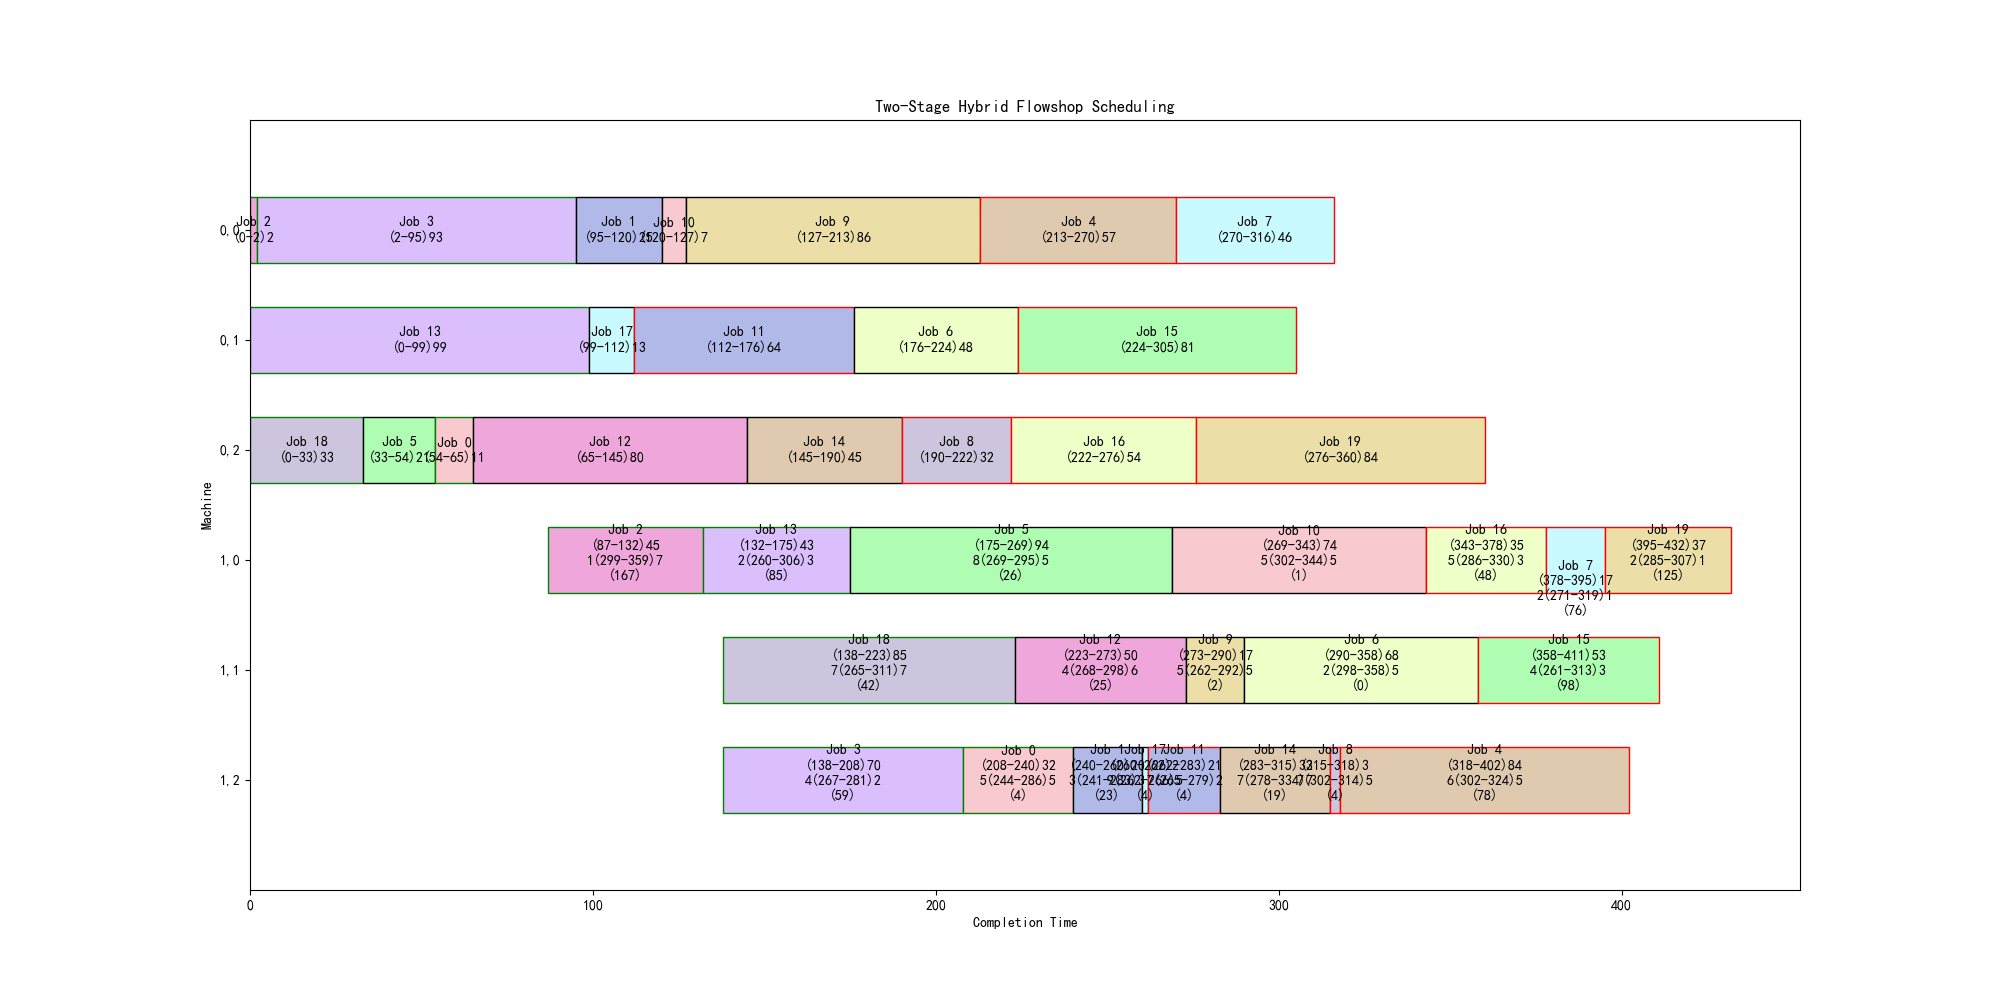 Two-Stage Hybrid Flowshop Scheduling
Machine
0,0
Job 2
(0-2)2
Job 3
(2-95)93
Job 1
(95-120)25
Job 10
(120-127)7
Job 9
(127-213)86
Job 4
(213-270)57
Job 7
(270-316)46
0,1
Job 13
(0-99)99
Job 17
(99-112)13
Job 11
(112-176)64
Job 6
(176-224)48
Job 15
(224-305)81
0,2
Job 18
(0-33)33
Job 5
(33-54)21
Job 0
(54-65)11
Job 12
(65-145)80
Job 14
(145-190)45
Job 8
(190-222)32
Job 16
(222-276)54
Job 19
(276-360)84
1,0
Job 2
(87-132)45
1(299-359)7
(167)
Job 13
(132-175)43
2(260-306)3
(85)
Job 5
(175-269)94
8(269-295)5
(26)
Job 10
(269-343)74
5(302-344)5
(1)
Job 16
(343-378)35
5(286-330)3
(48)
Job 7
(378-395)17
2(271-319)1
(76)
Job 19
(395-432)37
2(285-307)1
(125)
1,1
Job 18
(138-223)85
7(265-311)7
(42)
Job 12
(223-273)50
4(268-298)6
(25)
Job 9
(273-290)17
5(262-292)5
(2)
Job 6
(290-358)68
2(298-358)5
(0)
Job 15
(358-411)53
4(261-313)3
(98)
1,2
Job 3
(138-208)70
4(267-281)2
(59)
Job 0
(208-240)32
5(244-286)5
(4)
Job 1
(240-260)20
(23)
Job 17
(260-262)2
(4)
Job 11
(262-283)21
(4)
Job 14
(283-315)32
7(278-334)7
(19)
Job 8
(315-318)3
7(302-314)5
(4)
Job 4
(318-402)84
6(302-324)5
(78)
0
100
200
300
400
Completion Time